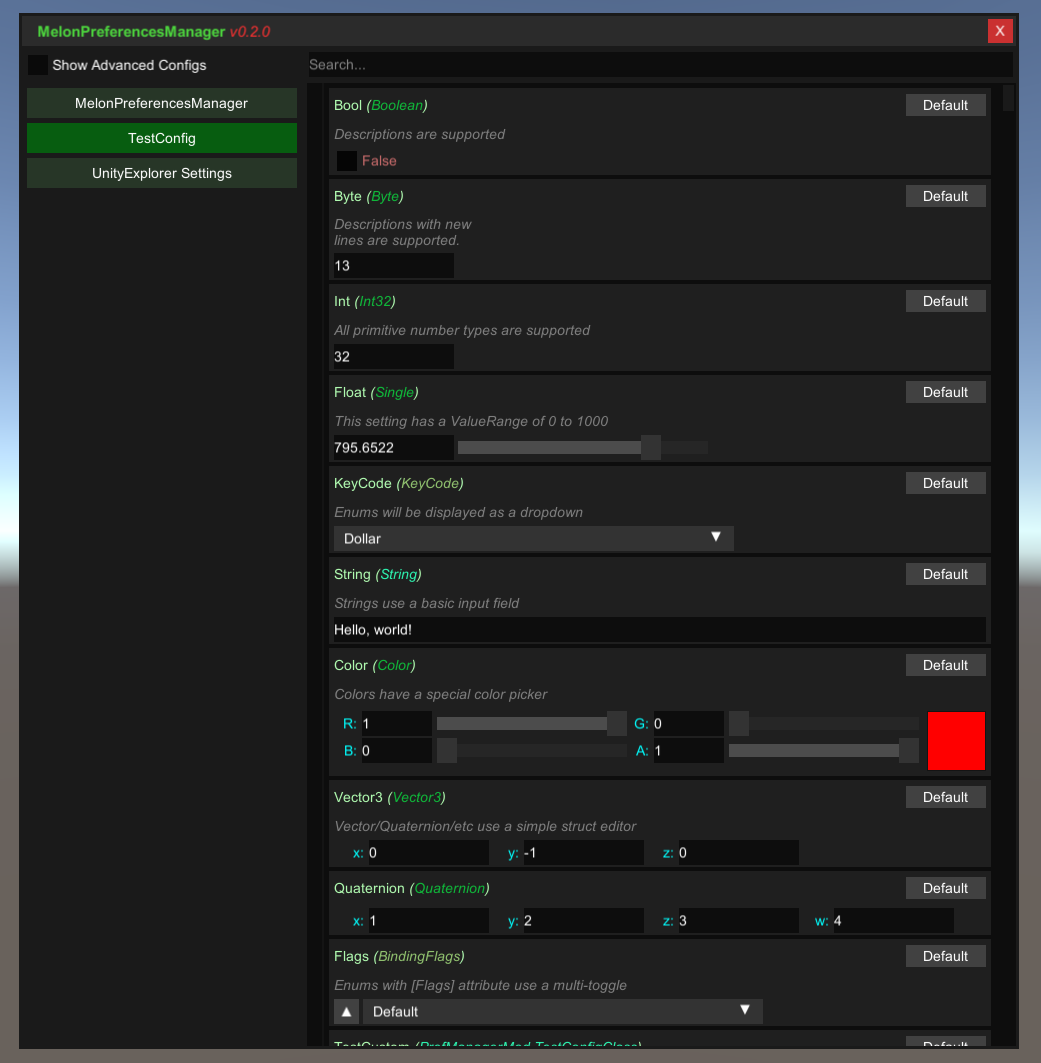 MelonPreferencesManager v0.2.0
X
Show Advanced Configs
Search...
MelonPreferencesManager
TestConfig
UnityExplorer Settings
Bool (Boolean)
Default
Descriptions are supported
False
Byte (Byte)
Default
Descriptions with new
lines are supported.
13
Int (Int32)
Default
All primitive number types are supported
32
Float (Single)
Default
This setting has a ValueRange of 0 to 1000
795.6522
KeyCode (KeyCode)
Default
Enums will be displayed as a dropdown
Dollar ▼
String (String)
Default
Strings use a basic input field
Hello, world!
Color (Color)
Default
Colors have a special color picker
R: 1 G: 0
B: 0 A: 1
Vector3 (Vector3)
Default
Vector/Quaternion/etc use a simple struct editor
x: 0 y: -1 z: 0
Quaternion (Quaternion)
Default
x: 1 y: 2 z: 3 w: 4
Flags (BindingFlags)
Default
Enums with [Flags] attribute use a multi-toggle
▲ Default ▼
TestCustom (PrefManagerMod.TestConfigClass)
Default